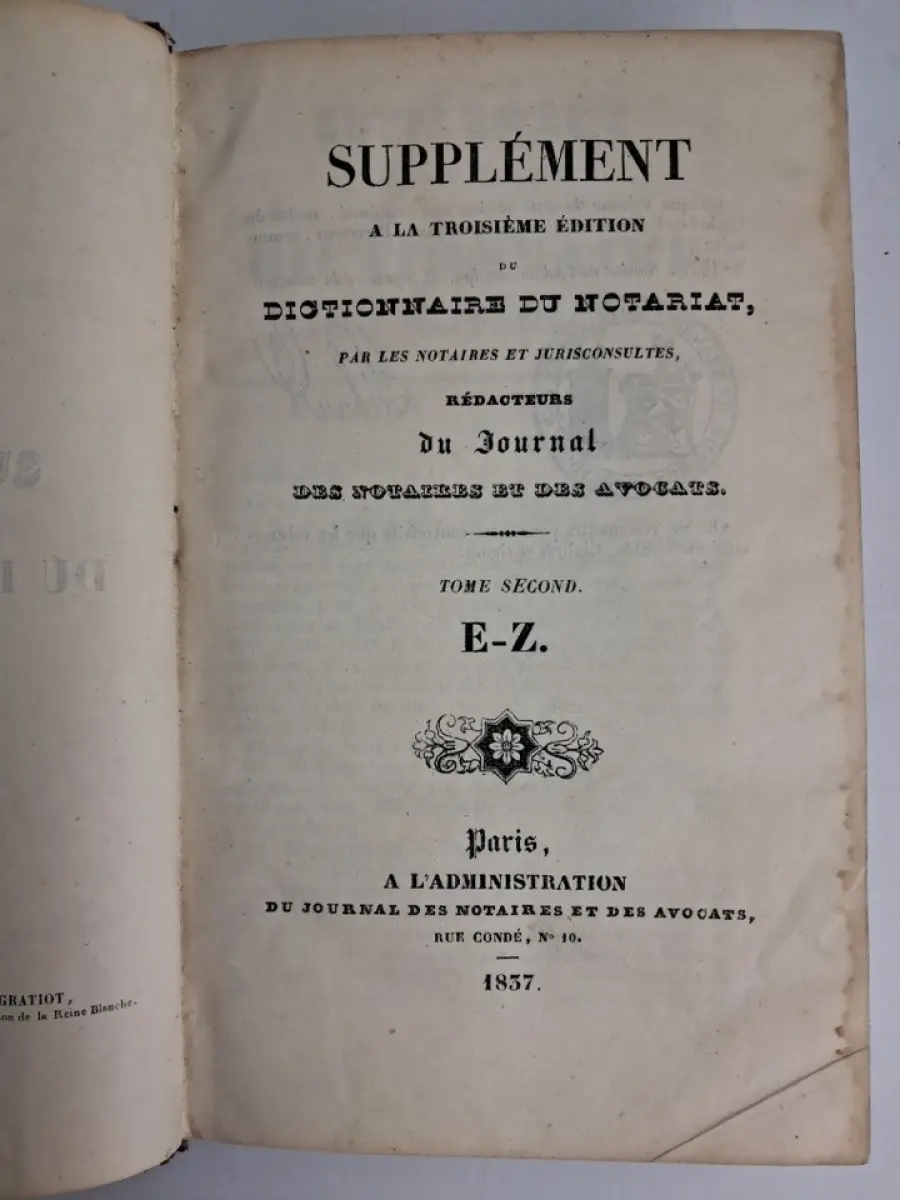 SUPPLÉMENT
A LA TROISIÈME ÉDITION
DU
DICTIONNAIRE DU NOTARIAT,
PAR LES NOTAIRES ET JURISCONSULTES,
RÉDACTEURS
du Journal
DES NOTAIRES ET DES AVOCATS.
TOME SECOND.
E-Z.
Paris,
A L'ADMINISTRATION
DU JOURNAL DES NOTAIRES ET DES AVOCATS,
RUE CONDÉ, No 10.
1837.
GRATIOT,
de la Reine Blanche.